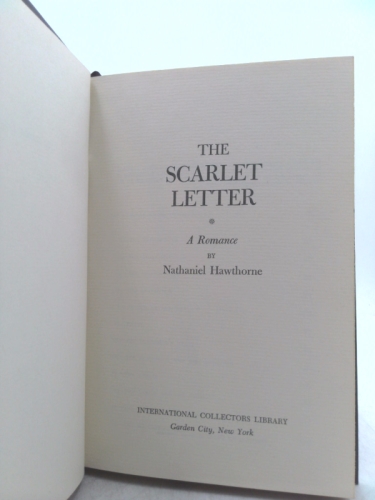 THE
SCARLET
LETTER
*
A Romance
BY
Nathaniel Hawthorne
INTERNATIONAL COLLECTORS LIBRARY
Garden City, New York